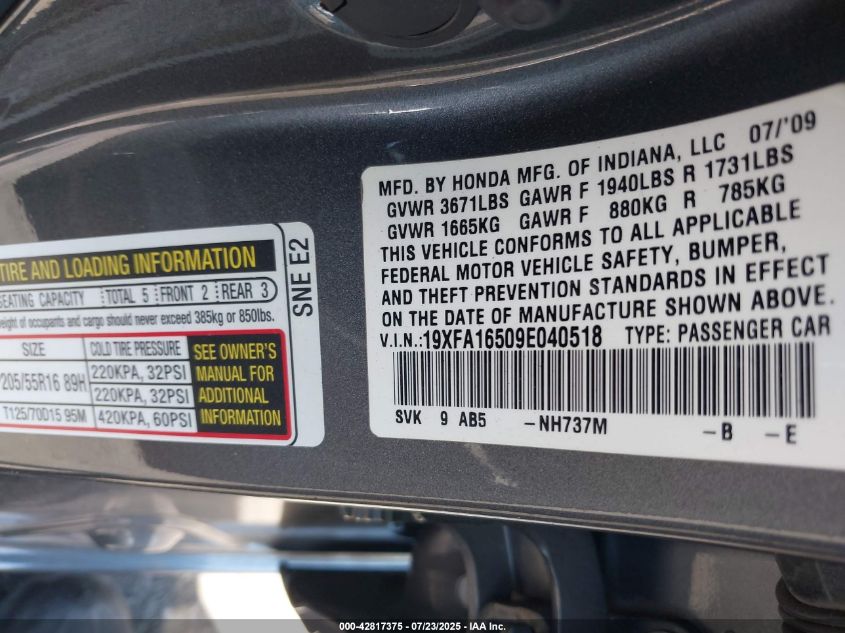 TIRE AND LOADING INFORMATION
SEATING CAPACITY TOTAL 5 FRONT 2 REAR 3
of occupants and cargo should never exceed 385kg or 850lbs.
SIZE COLD TIRE PRESSURE SEE OWNER'S MANUAL FOR ADDITIONAL INFORMATION
205/55R16 89H 220KPA, 32PSI
220KPA, 32PSI
T125/70D15 95M 420KPA, 60PSI
SNE E2
MFD. BY HONDA MFG. OF INDIANA, LLC 07/'09
GVWR 3671LBS GAWR F 1940LBS R 1731LBS
GVWR 1665KG GAWR F 880KG R 785KG
THIS VEHICLE CONFORMS TO ALL APPLICABLE
FEDERAL MOTOR VEHICLE SAFETY, BUMPER,
AND THEFT PREVENTION STANDARDS IN EFFECT
ON THE DATE OF MANUFACTURE SHOWN ABOVE.
V.I.N.:19XFA16509E040518 TYPE: PASSENGER CAR
SVK 9 AB5 -NH737M -B -E
000-42817375 - 07/23/2025 - IAA Inc.